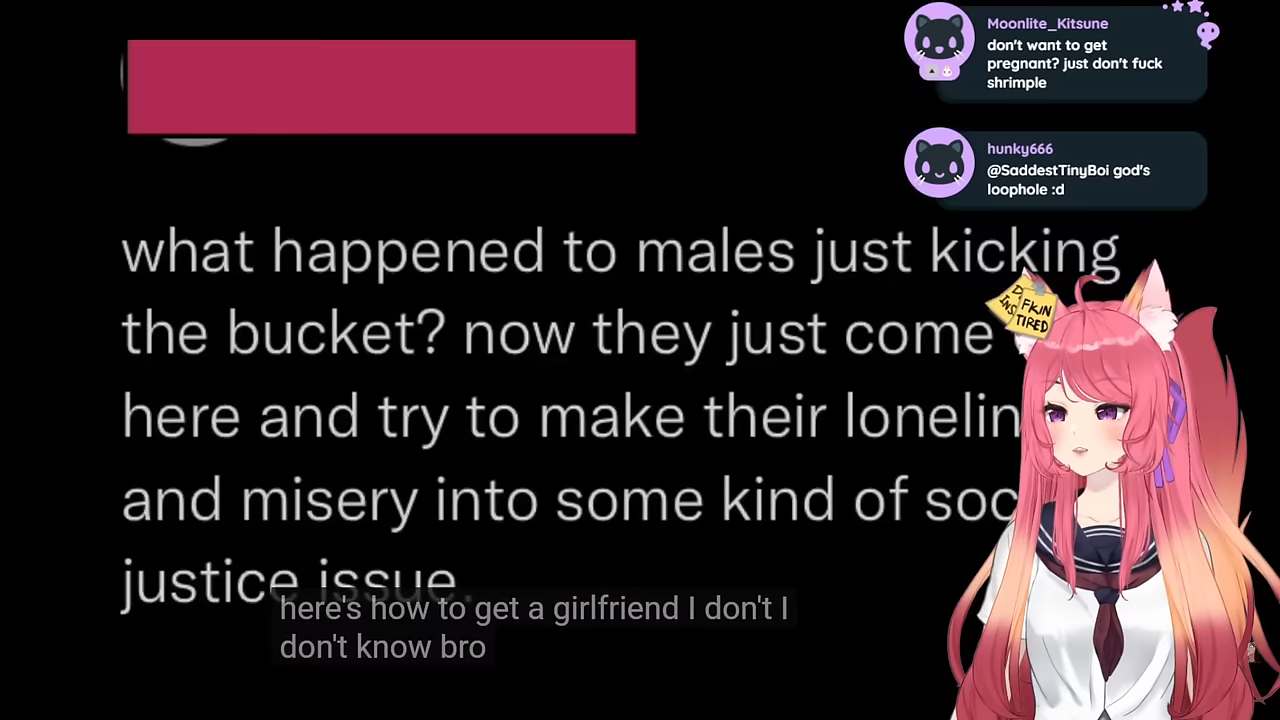 Moonlite_Kitsune
don't want to get
pregnant? just don't fuck
shrimple
hunky666
@SaddestTinyBoi god's
loophole :d
what happened to males just kicking
the bucket? now they just come
here and try to make their
and misery into some kind of
justice issue.
FKIN
TIRED
here's how to get a girlfriend I don't I
don't know bro